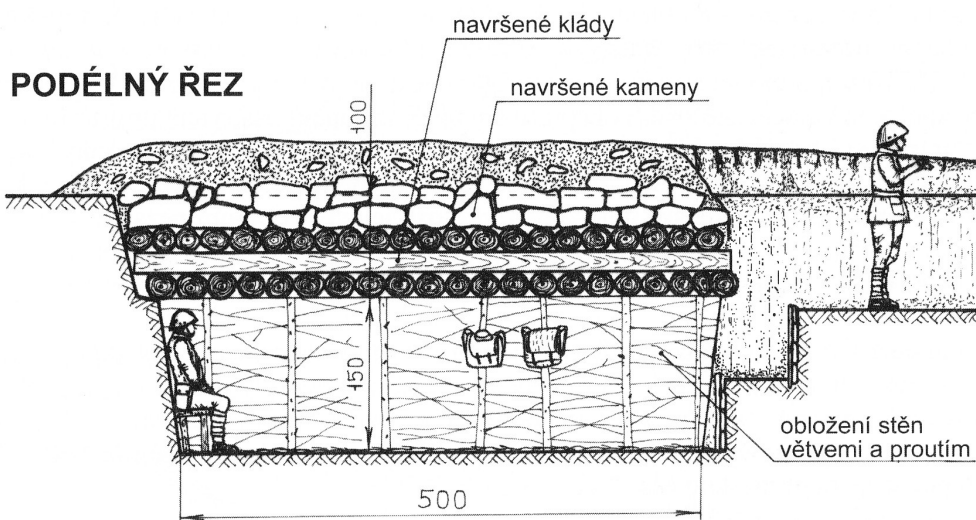 navršené klády
PODÉLNÝ ŘEZ
navršené kameny
100
150
obložení stěn
větvemi a proutím
500